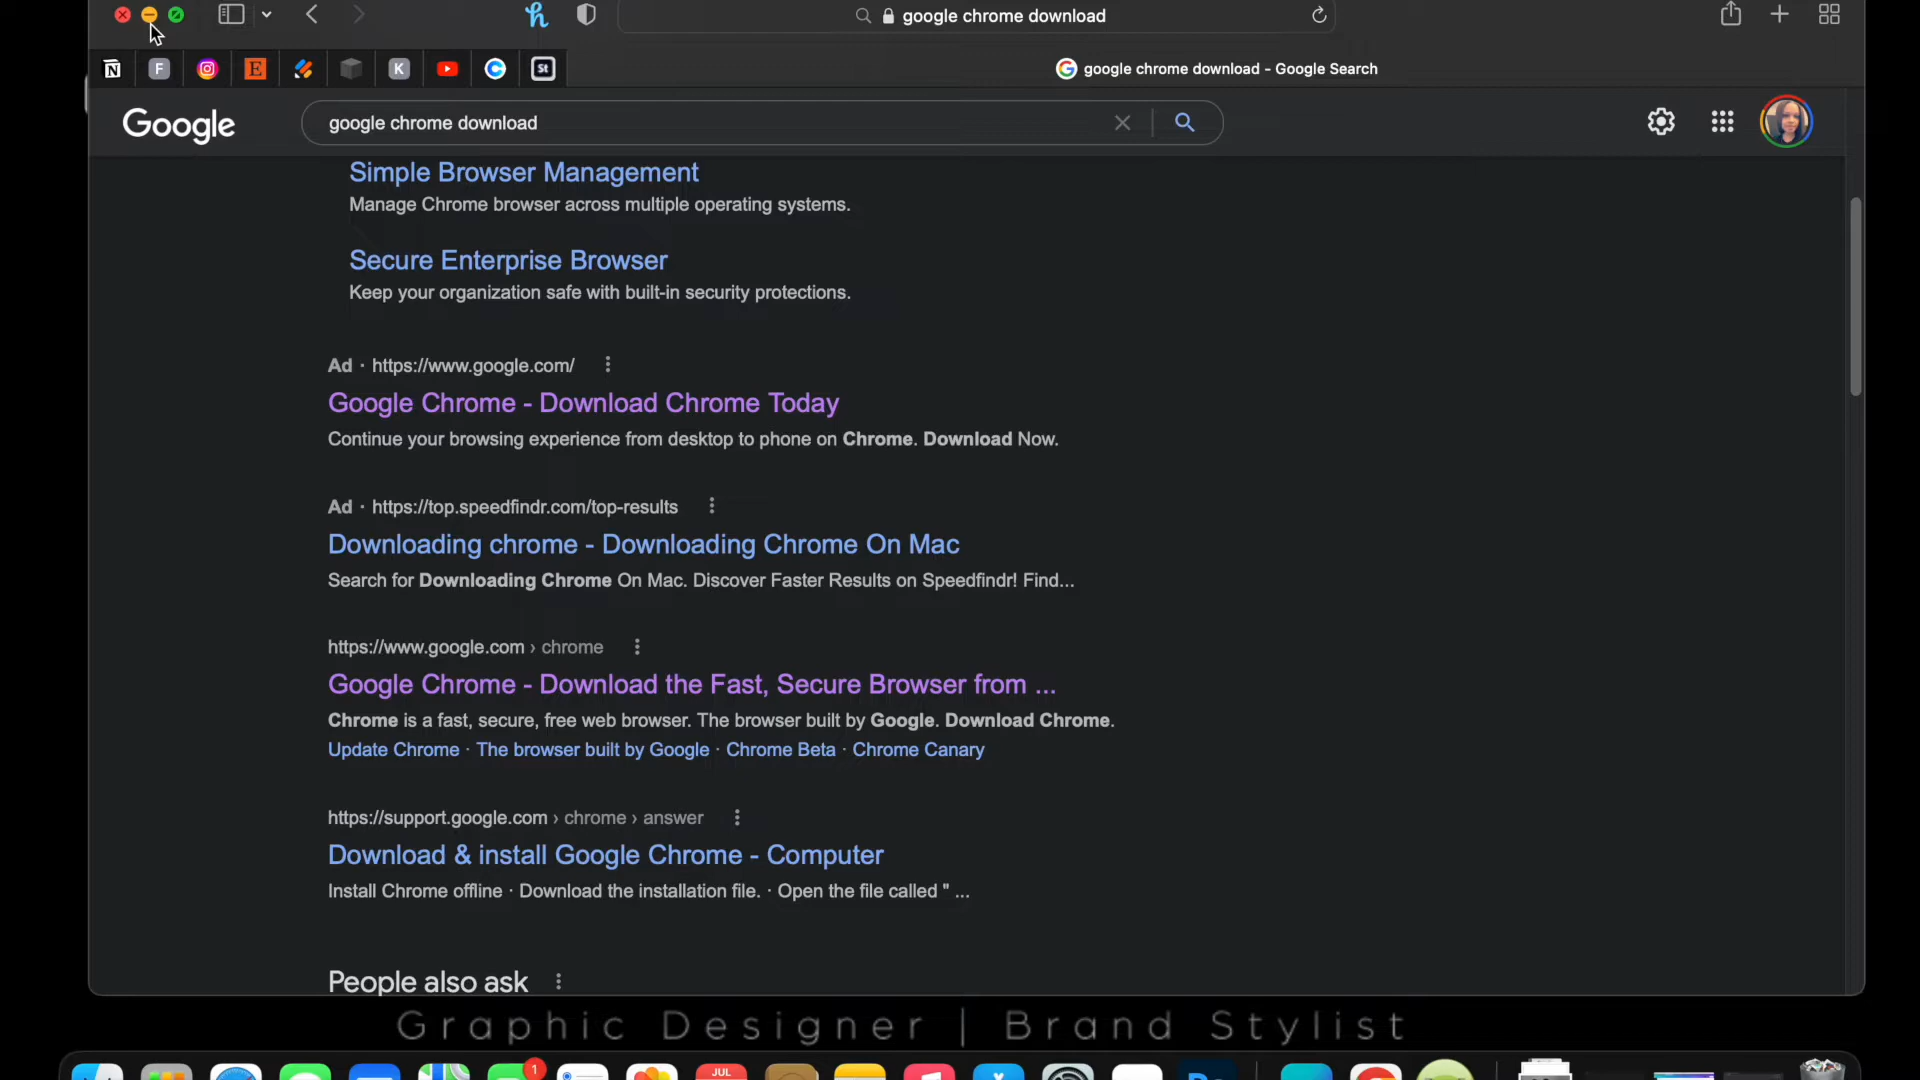 google chrome download
F
E
K
St
google chrome download - Google Search
Google
google chrome download
Simple Browser Management
Manage Chrome browser across multiple operating systems.
Secure Enterprise Browser
Keep your organization safe with built-in security protections.
Ad · https://www.google.com/
Google Chrome - Download Chrome Today
Continue your browsing experience from desktop to phone on Chrome. Download Now.
Ad · https://top.speedfindr.com/top-results
Downloading chrome - Downloading Chrome On Mac
Search for Downloading Chrome On Mac. Discover Faster Results on Speedfindr! Find...
https://www.google.com › chrome
Google Chrome - Download the Fast, Secure Browser from ...
Chrome is a fast, secure, free web browser. The browser built by Google. Download Chrome.
Update Chrome · The browser built by Google · Chrome Beta · Chrome Canary
https://support.google.com › chrome › answer
Download & install Google Chrome - Computer
Install Chrome offline · Download the installation file. · Open the file called " ...
People also ask
Graphic Designer | Brand Stylist
1
JUL